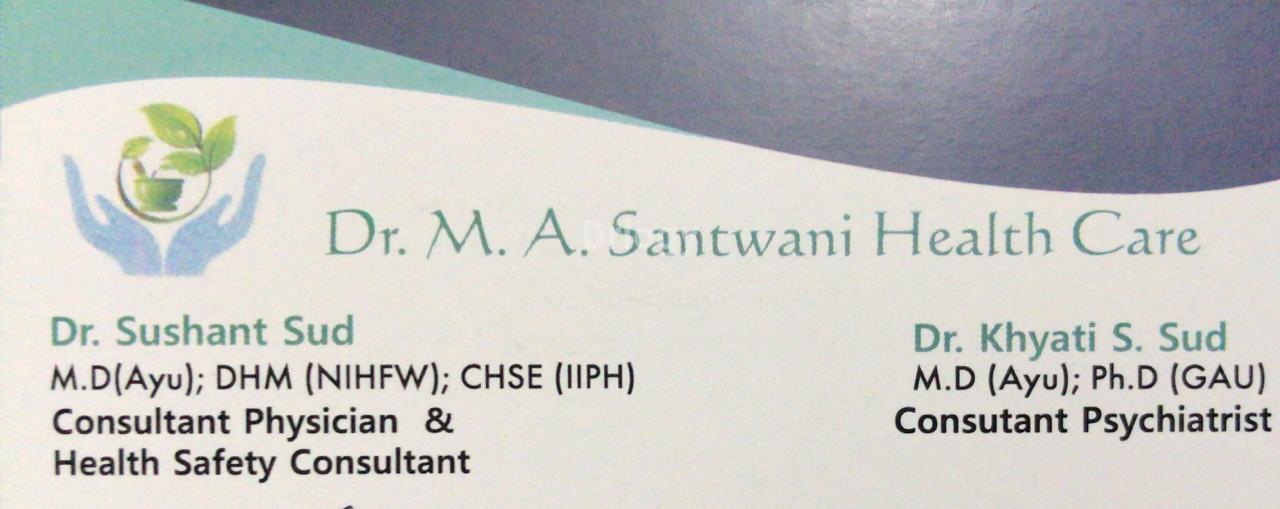 Dr. M. A. Santwani Health Care
Dr. Sushant Sud
M.D(Ayu); DHM (NIHFW); CHSE (IIPH)
Consultant Physician &
Health Safety Consultant
Dr. Khyati S. Sud
M.D (Ayu); Ph.D (GAU)
Consutant Psychiatrist